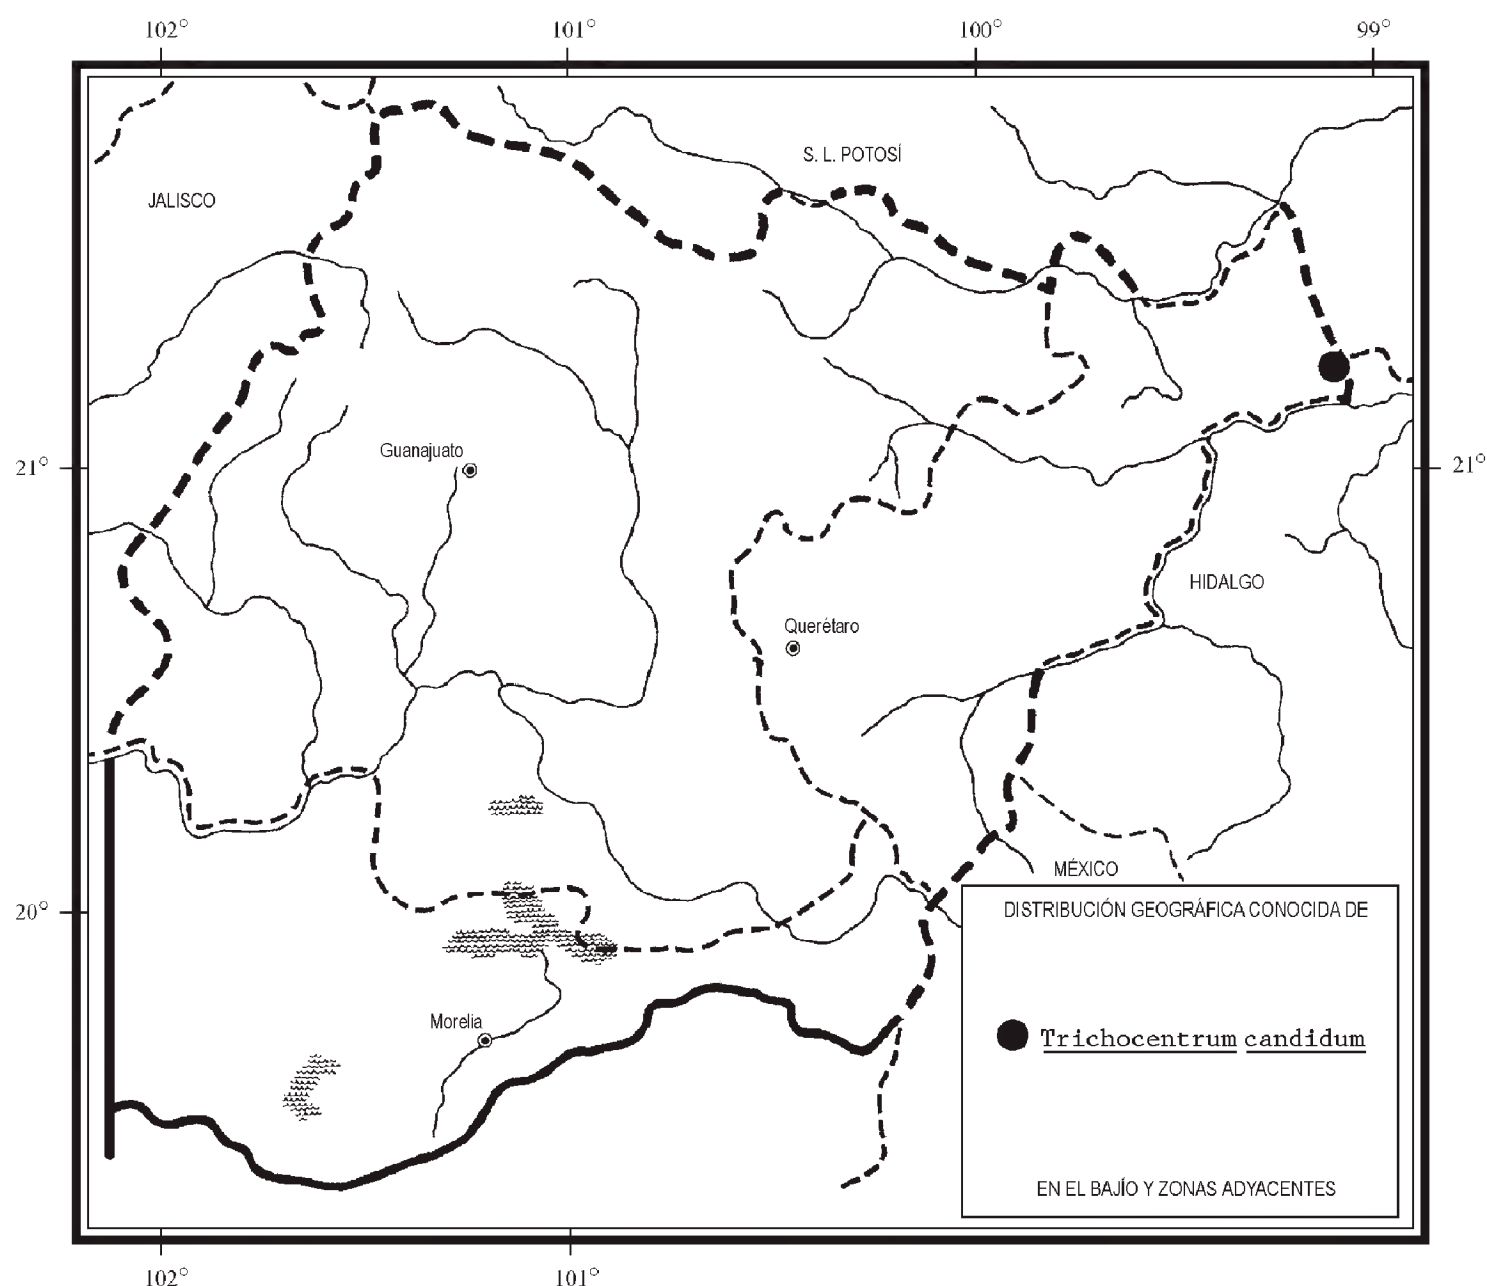 102° 101° 100° 99°
S. L. POTOSÍ
JALISCO
Guanajuato
21° 21°
HIDALGO
Querétaro
MÉXICO
20°
DISTRIBUCIÓN GEOGRÁFICA CONOCIDA DE
Morelia
Trichocentrum candidum
EN EL BAJÍO Y ZONAS ADYACENTES
102° 101°